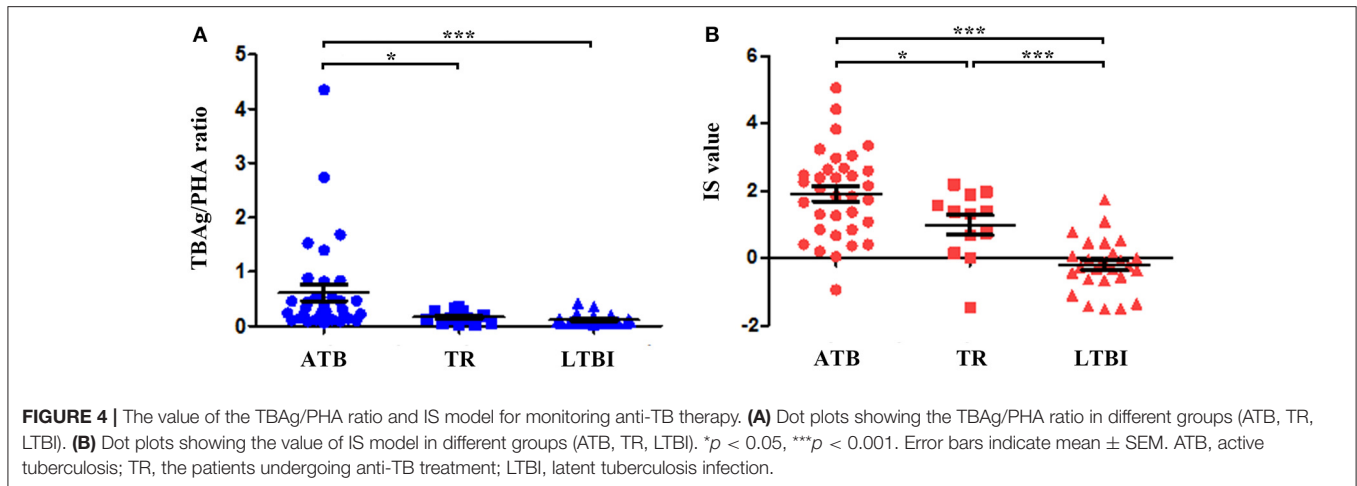 A
***
*
5
4
3
2
1
0
TBAg/PHA ratio
ATB TR LTBI
B
***
* ***
6
4
2
0
-2
IS value
ATB TR LTBI
FIGURE 4 | The value of the TBAg/PHA ratio and IS model for monitoring anti-TB therapy. (A) Dot plots showing the TBAg/PHA ratio in different groups (ATB, TR,
LTBI). (B) Dot plots showing the value of IS model in different groups (ATB, TR, LTBI). *p < 0.05, ***p < 0.001. Error bars indicate mean ± SEM. ATB, active
tuberculosis; TR, the patients undergoing anti-TB treatment; LTBI, latent tuberculosis infection.